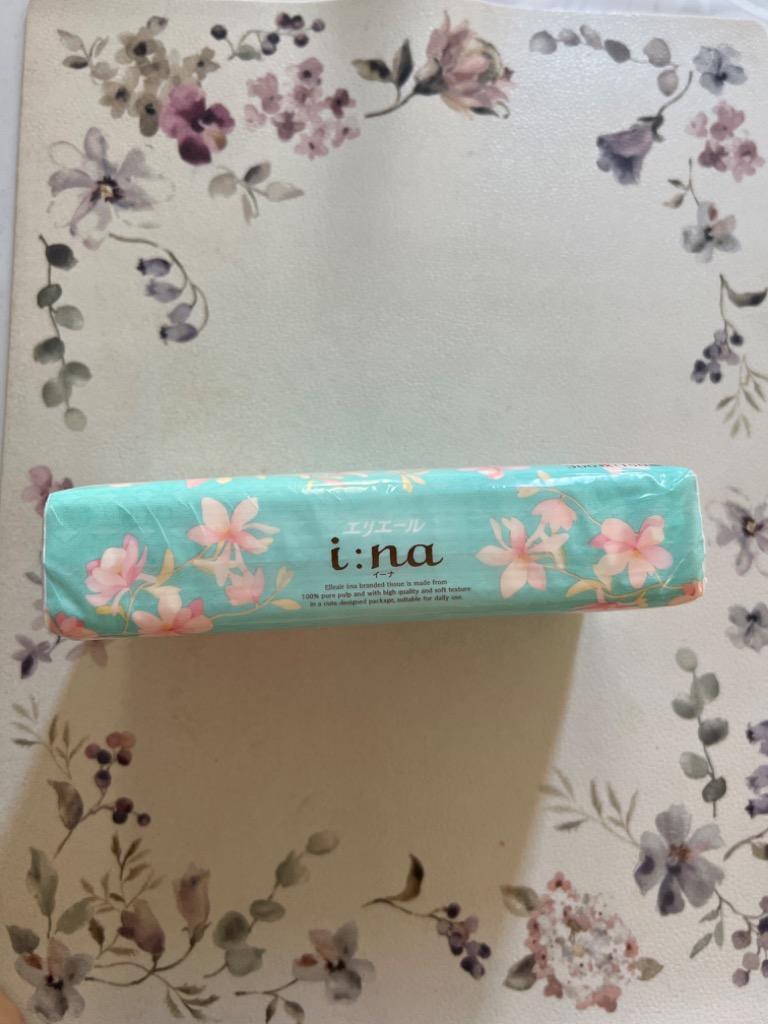 エリエール
i:na
イーナ
Elleair i:na branded tissue is made from
100% pure pulp and with high quality and soft texture
in a cute designed package, suitable for daily use.